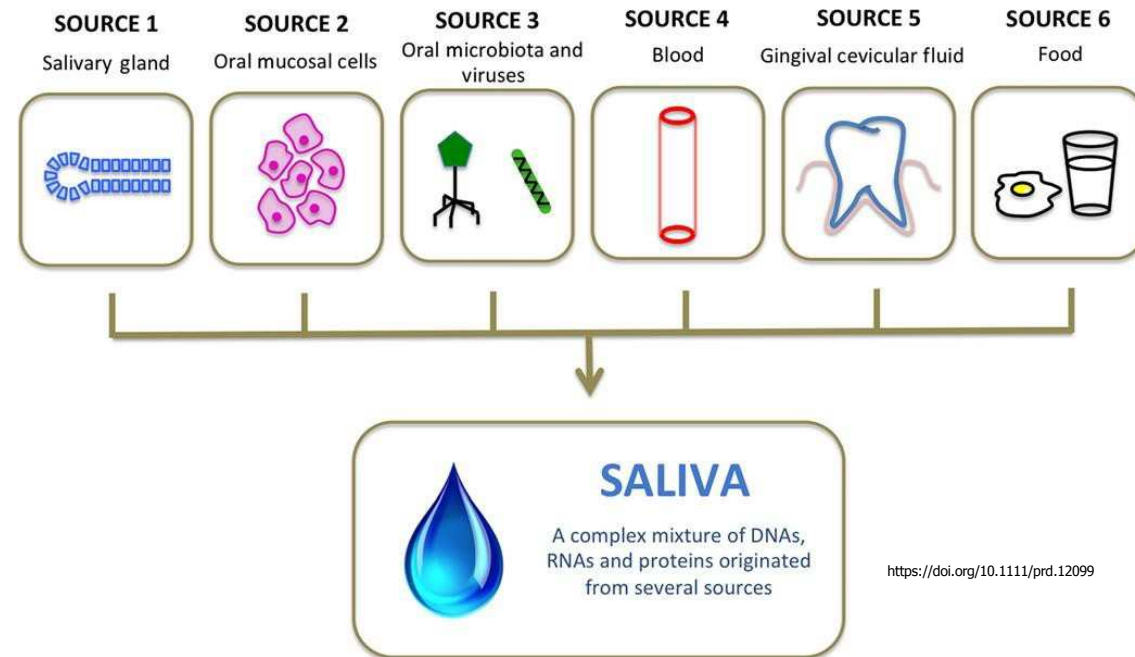 SOURCE 1
Salivary gland
SOURCE 2
Oral mucosal cells
SOURCE 3
Oral microbiota and
viruses
SOURCE 4
Blood
SOURCE 5
Gingival cevicular fluid
SOURCE 6
Food
SALIVA
A complex mixture of DNAs,
RNAs and proteins originated
from several sources
https://doi.org/10.1111/prd.12099